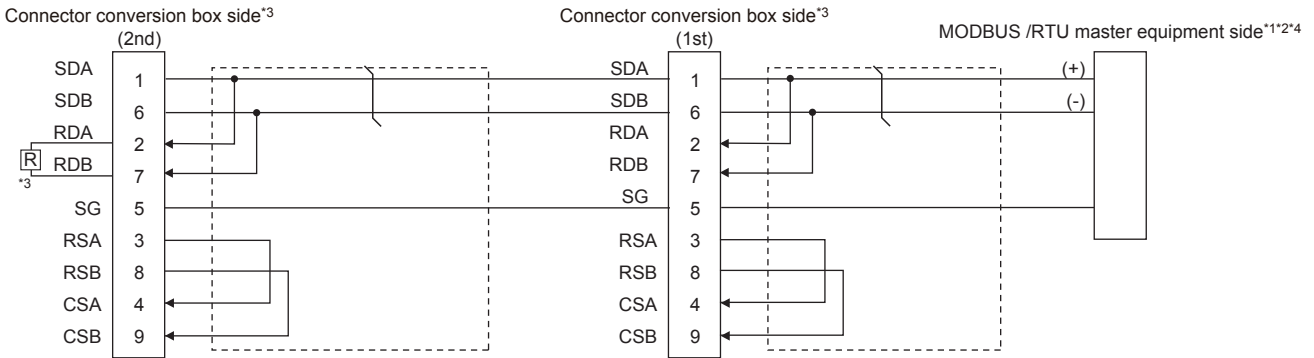 Connector conversion box side*3
(2nd)
SDA 1
SDB 6
RDA 2
RDB 7
R
*3
SG 5
RSA 3
RSB 8
CSA 4
CSB 9
Connector conversion box side*3
(1st)
SDA 1
SDB 6
RDA 2
RDB 7
SG 5
RSA 3
RSB 8
CSA 4
CSB 9
MODBUS /RTU master equipment side*1*2*4
(+)
(-)